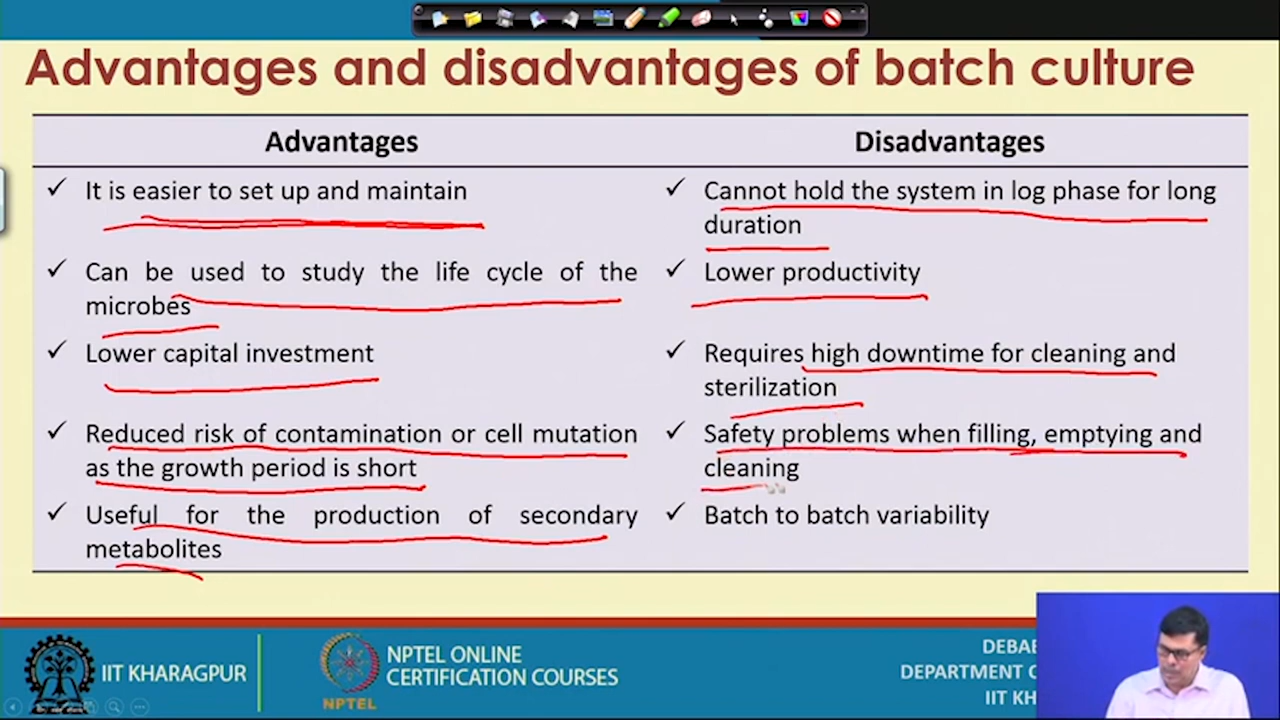 Advantages and disadvantages of batch culture
Advantages
Disadvantages
✓ It is easier to set up and maintain
✓ Cannot hold the system in log phase for long
duration
✓ Can be used to study the life cycle of the
microbes
✓ Lower productivity
✓ Lower capital investment
✓ Requires high downtime for cleaning and
sterilization
✓ Reduced risk of contamination or cell mutation
as the growth period is short
✓ Safety problems when filling, emptying and
cleaning
✓ Useful for the production of secondary
metabolites
✓ Batch to batch variability
IIT KHARAGPUR
NPTEL
NPTEL ONLINE
CERTIFICATION COURSES
DEBA
DEPARTMENT
IIT KH